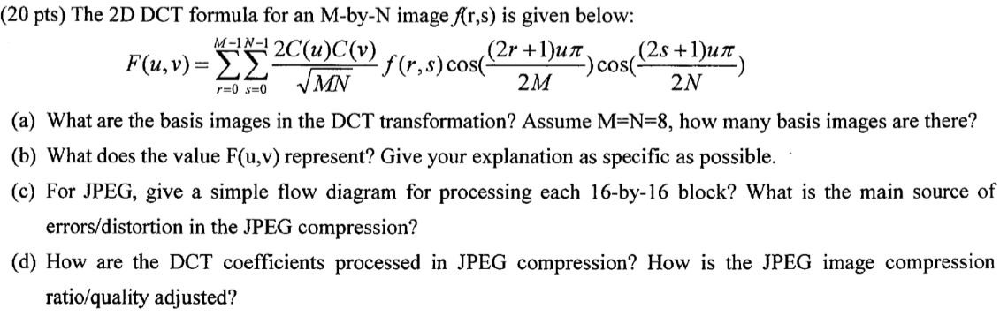 (20 pts) The 2D DCT formula for an M-by-N image f(r,s) is given below:
F(u,v) = \sum_{r=0}^{M-1} \sum_{s=0}^{N-1} \frac{2C(u)C(v)}{\sqrt{MN}} f(r,s) cos(\frac{(2r+1)uπ}{2M}) cos(\frac{(2s+1)uπ}{2N})
(a) What are the basis images in the DCT transformation? Assume M=N=8, how many basis images are there?
(b) What does the value F(u,v) represent? Give your explanation as specific as possible.
(c) For JPEG, give a simple flow diagram for processing each 16-by-16 block? What is the main source of
errors/distortion in the JPEG compression?
(d) How are the DCT coefficients processed in JPEG compression? How is the JPEG image compression
ratio/quality adjusted?